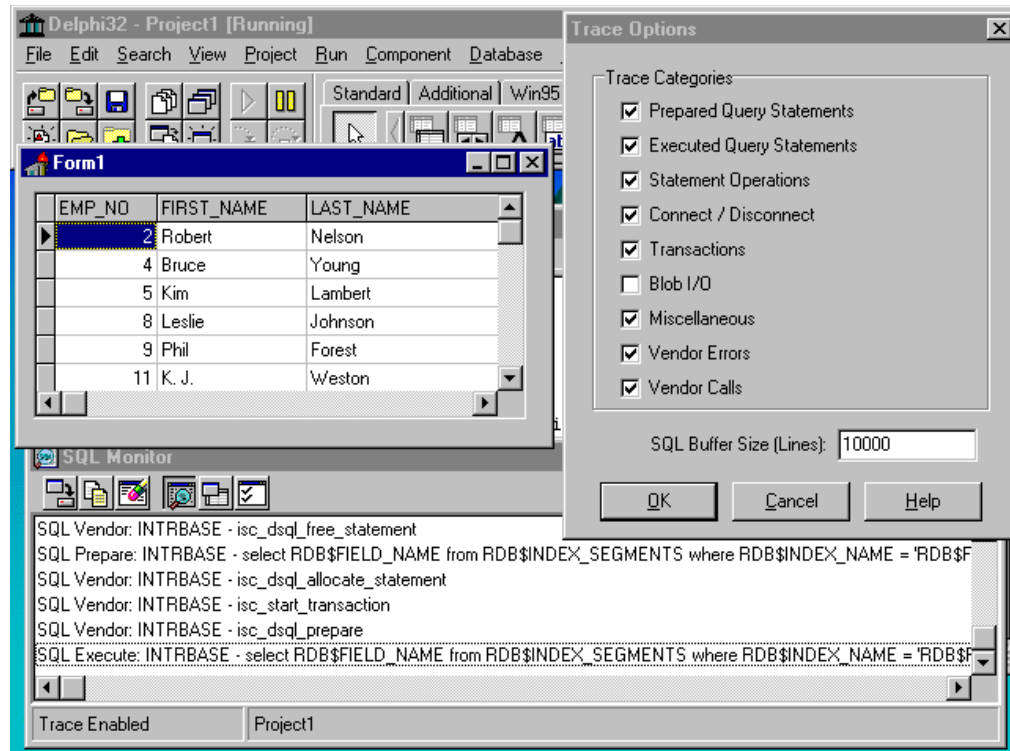 Delphi32 - Project1 [Running]
File Edit Search View Project Run Component Database
Standard Additional Win95
Form1
EMP_NO FIRST_NAME LAST_NAME
2 Robert Nelson
4 Bruce Young
5 Kim Lambert
8 Leslie Johnson
9 Phil Forest
11 K. J. Weston
Trace Options
Trace Categories
Prepared Query Statements
Executed Query Statements
Statement Operations
Connect / Disconnect
Transactions
Blob I/O
Miscellaneous
Vendor Errors
Vendor Calls
SQL Buffer Size (Lines): 10000
OK Cancel Help
SQL Monitor
SQL Vendor: INTRBASE - isc_dsql_free_statement
SQL Prepare: INTRBASE - select RDB$FIELD_NAME from RDB$INDEX_SEGMENTS where RDB$INDEX_NAME = 'RDB$F
SQL Vendor: INTRBASE - isc_dsql_allocate_statement
SQL Vendor: INTRBASE - isc_start_transaction
SQL Vendor: INTRBASE - isc_dsql_prepare
SQL Execute: INTRBASE - select RDB$FIELD_NAME from RDB$INDEX_SEGMENTS where RDB$INDEX_NAME = 'RDB$F
Trace Enabled Project1